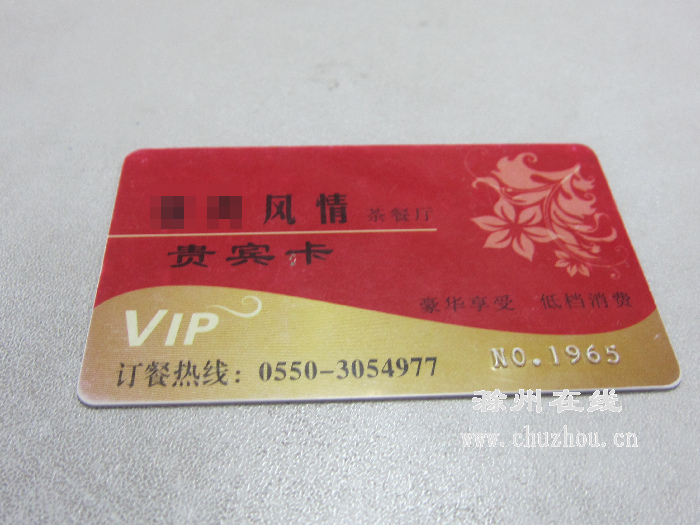 风情 茶餐厅
贵宾卡
豪华享受 低档消费
VIP
订餐热线：0550-3054977
NO.1965
滁州在线
www.chuzhou.cn